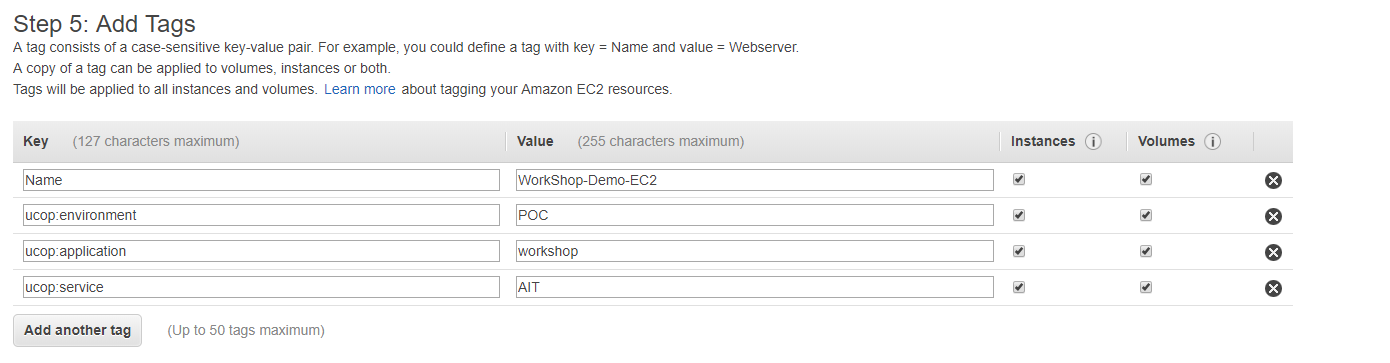 Step 5: Add Tags
A tag consists of a case-sensitive key-value pair. For example, you could define a tag with key = Name and value = Webserver.
A copy of a tag can be applied to volumes, instances or both.
Tags will be applied to all instances and volumes. Learn more about tagging your Amazon EC2 resources.
Key (127 characters maximum) Value (255 characters maximum) Instances i Volumes i
Name WorkShop-Demo-EC2
ucop:environment POC
ucop:application workshop
ucop:service AIT
Add another tag (Up to 50 tags maximum)